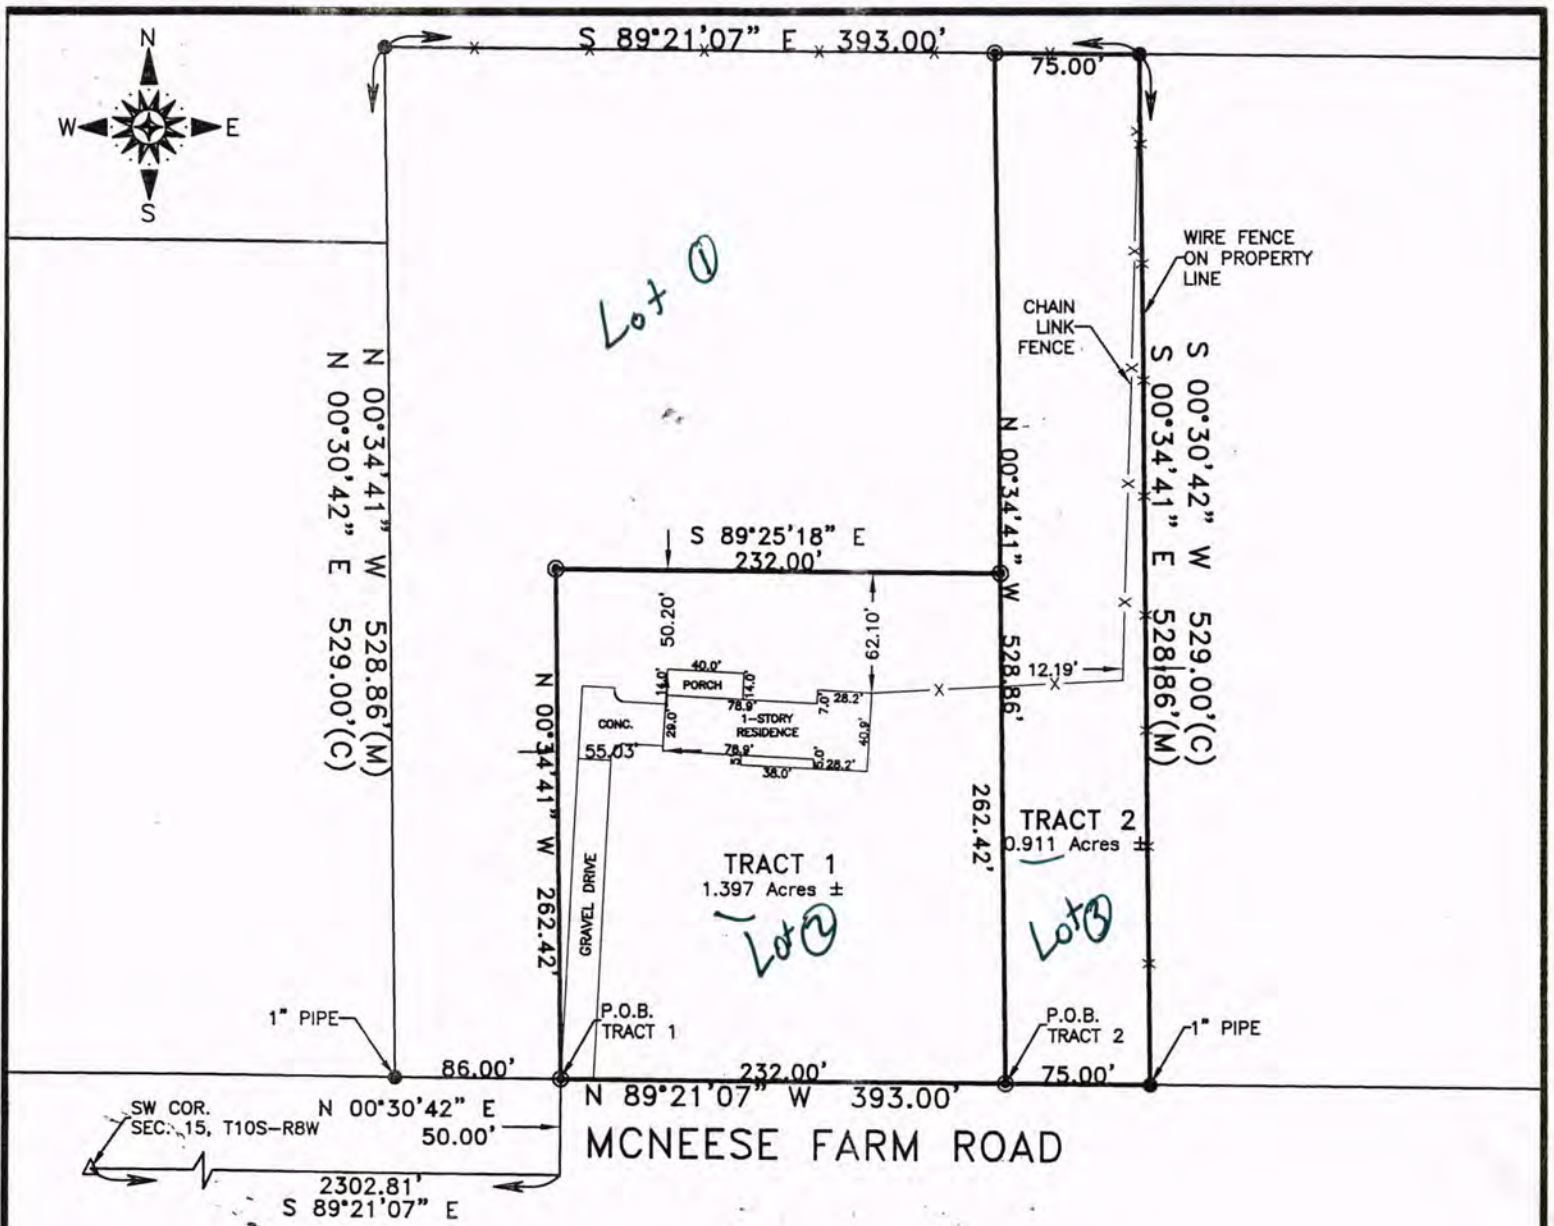 N
W E
S
S 89°21'07" E 393.00'
75.00'
Lot ①
WIRE FENCE
ON PROPERTY
LINE
CHAIN
LINK
FENCE
N 00°34'41" W 528.86'(M)
N 00°30'42" E 529.00'(C)
N 00°34'41" W 528.86'
S 00°30'42" W 529.00'(C)
S 00°34'41" E 528.86'(M)
S 89°25'18" E
232.00'
50.20'
62.10'
40.0'
14.0'
PORCH
14.0'
78.9'
7.0'
28.2'
12.19'
CONC.
29.0'
1-STORY
RESIDENCE
40.9'
55.03'
78.9'
5.0'
28.2'
38.0'
N 00°34'41" W 262.42'
262.42'
GRAVEL DRIVE
TRACT 1
1.397 Acres ±
Lot ②
TRACT 2
0.911 Acres ±
Lot ③
1" PIPE
P.O.B.
TRACT 1
P.O.B.
TRACT 2
1" PIPE
86.00'
232.00'
75.00'
N 89°21'07" W 393.00'
SW COR.
SEC. 15, T10S-R8W
N 00°30'42" E
50.00'
MCNEESE FARM ROAD
2302.81'
S 89°21'07" E